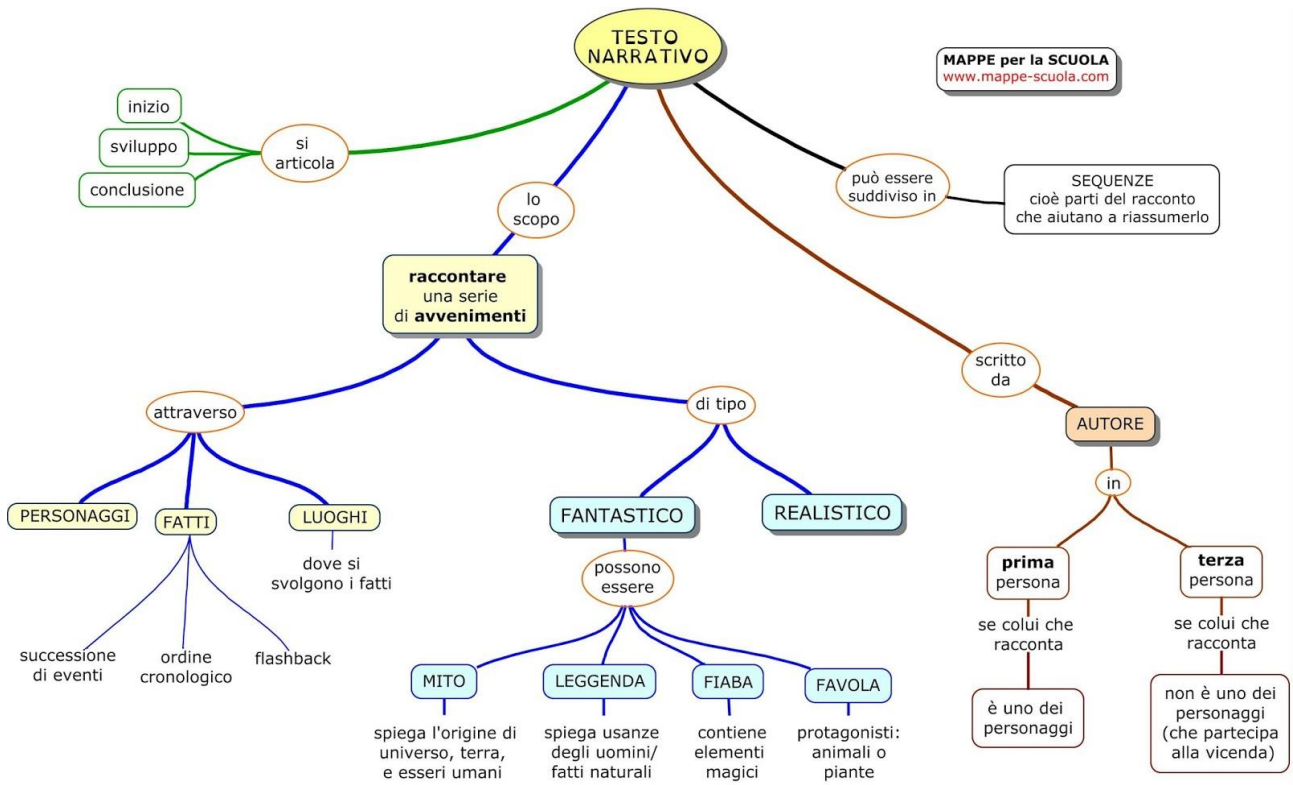 TESTO
NARRATIVO
MAPPE per la SCUOLA
www.mappe-scuola.com
inizio
sviluppo
conclusione
si
articola
può essere
suddiviso in
SEQUENZE
cioè parti del racconto
che aiutano a riassumerlo
lo
scopo
raccontare
una serie
di avvenimenti
attraverso
PERSONAGGI
FATTI
LUOGHI
dove si
svolgono i fatti
successione
di eventi
ordine
cronologico
flashback
di tipo
FANTASTICO
REALISTICO
possono
essere
MITO
LEGGENDA
FIABA
FAVOLA
spiega l'origine di
universo, terra,
e esseri umani
spiega usanze
degli uomini/
fatti naturali
contiene
elementi
magici
protagonisti:
animali o
piante
scritto
da
AUTORE
in
prima
persona
se colui che
racconta
è uno dei
personaggi
terza
persona
se colui che
racconta
non è uno dei
personaggi
(che partecipa
alla vicenda)